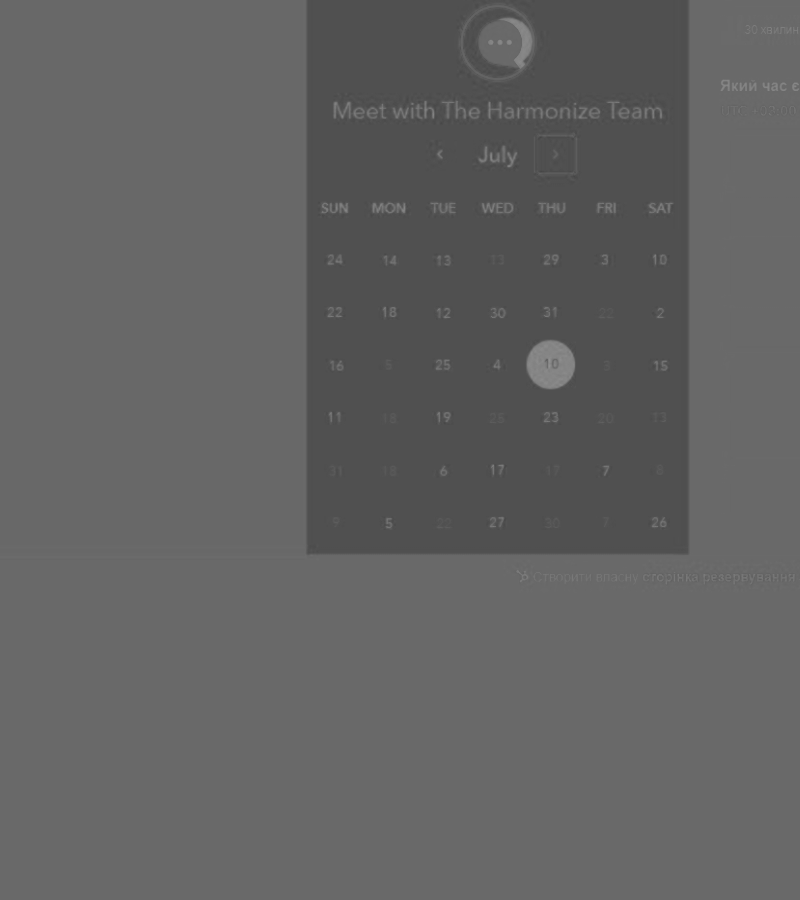 30 хвилин
Meet with The Harmonize Team
Який час є
July
SUN MON TUE WED THU FRI SAT
24 14 13 13 29 3 10
22 18 12 30 31 22 2
16 5 25 4 10 3 15
11 18 19 25 23 20 13
31 18 6 17 17 7 8
9 5 22 27 30 7 26
Створити власну сторінка резервування